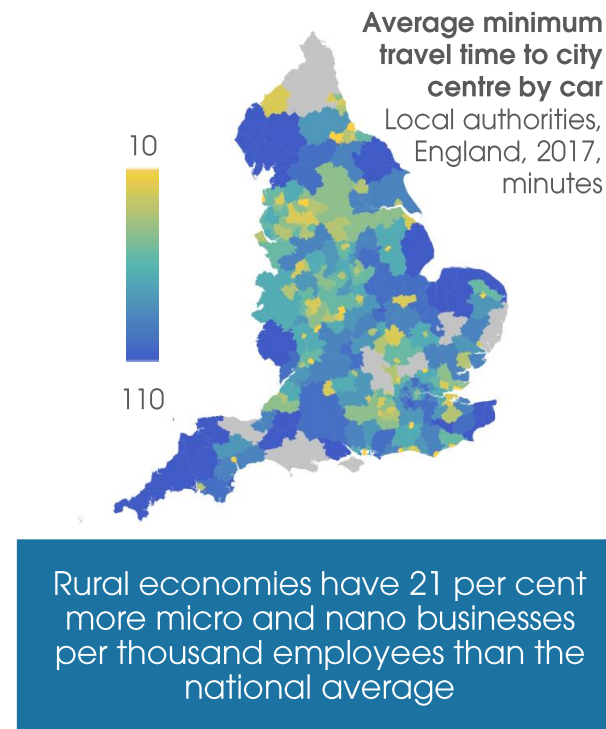 Average minimum
travel time to city
centre by car
Local authorities,
England, 2017,
minutes
10
110
Rural economies have 21 per cent
more micro and nano businesses
per thousand employees than the
national average